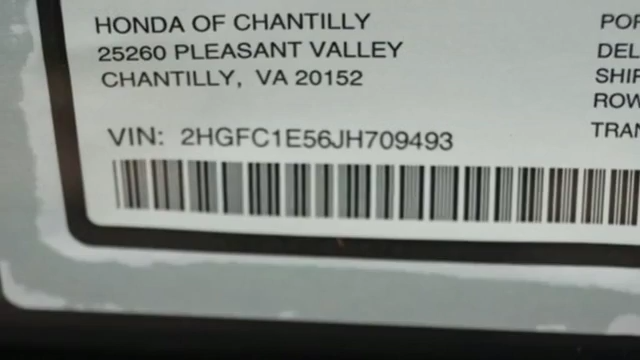 HONDA OF CHANTILLY
25260 PLEASANT VALLEY
CHANTILLY, VA 20152
VIN: 2HGFC1E56JH709493
POR
DEL
SHIP
ROW
TRAN